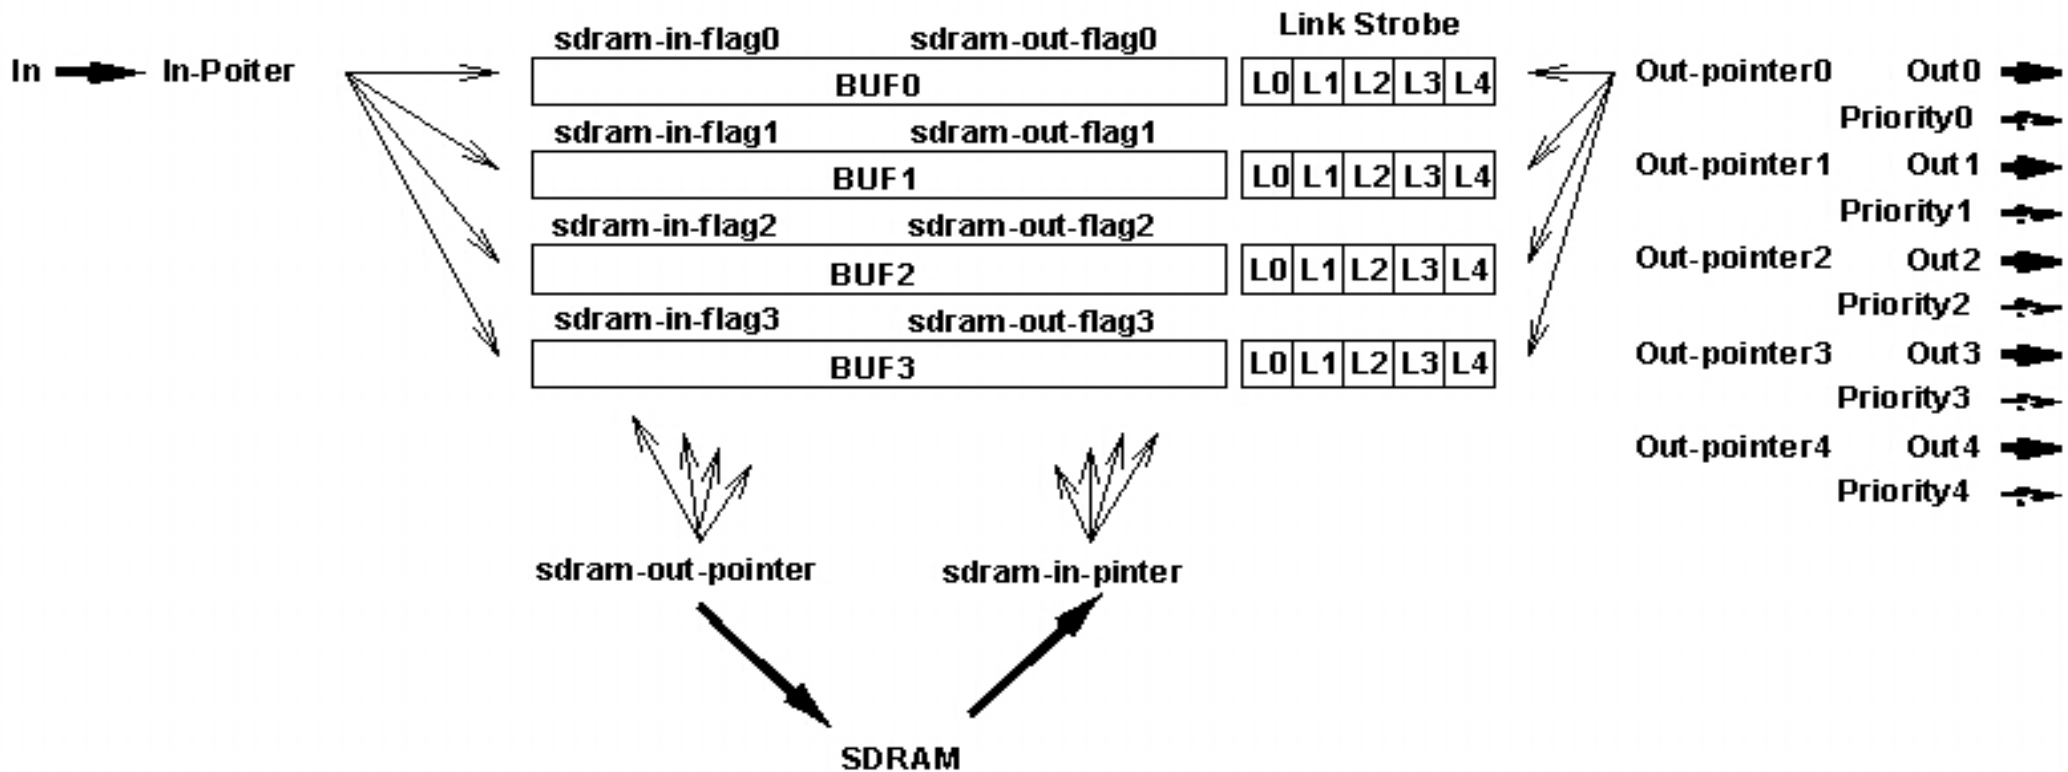 Link Strobe
sdram-in-flag0 sdram-out-flag0
In In-Poiter BUF0 L0 L1 L2 L3 L4 Out-pointer0 Out0
Priority0
sdram-in-flag1 sdram-out-flag1
BUF1 L0 L1 L2 L3 L4 Out-pointer1 Out1
Priority1
sdram-in-flag2 sdram-out-flag2
BUF2 L0 L1 L2 L3 L4 Out-pointer2 Out2
Priority2
sdram-in-flag3 sdram-out-flag3
BUF3 L0 L1 L2 L3 L4 Out-pointer3 Out3
Priority3
Out-pointer4 Out4
Priority4
sdram-out-pointer sdram-in-pinter
SDRAM